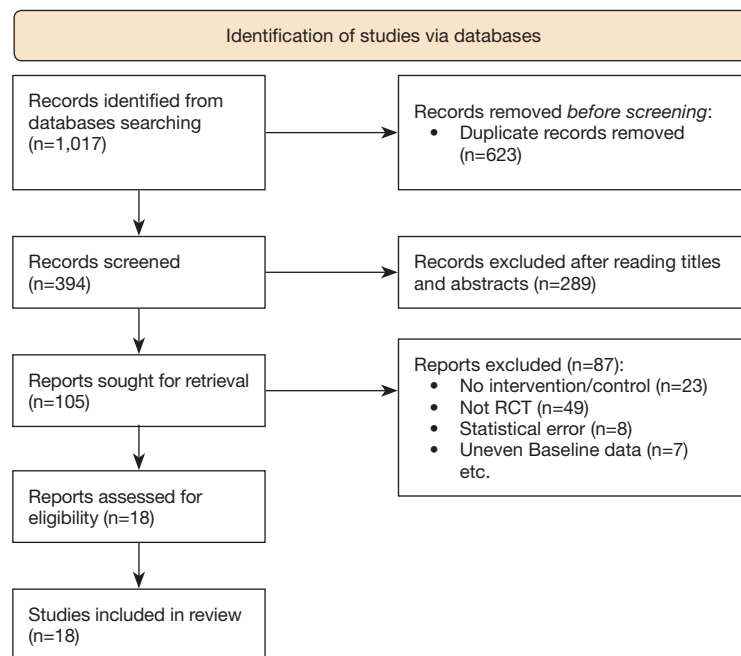 Identification of studies via databases
Records identified from
databases searching
(n=1,017)
Records removed before screening:
• Duplicate records removed
(n=623)
Records screened
(n=394)
Records excluded after reading titles
and abstracts (n=289)
Reports sought for retrieval
(n=105)
Reports excluded (n=87):
• No intervention/control (n=23)
• Not RCT (n=49)
• Statistical error (n=8)
• Uneven Baseline data (n=7)
etc.
Reports assessed for
eligibility (n=18)
Studies included in review
(n=18)